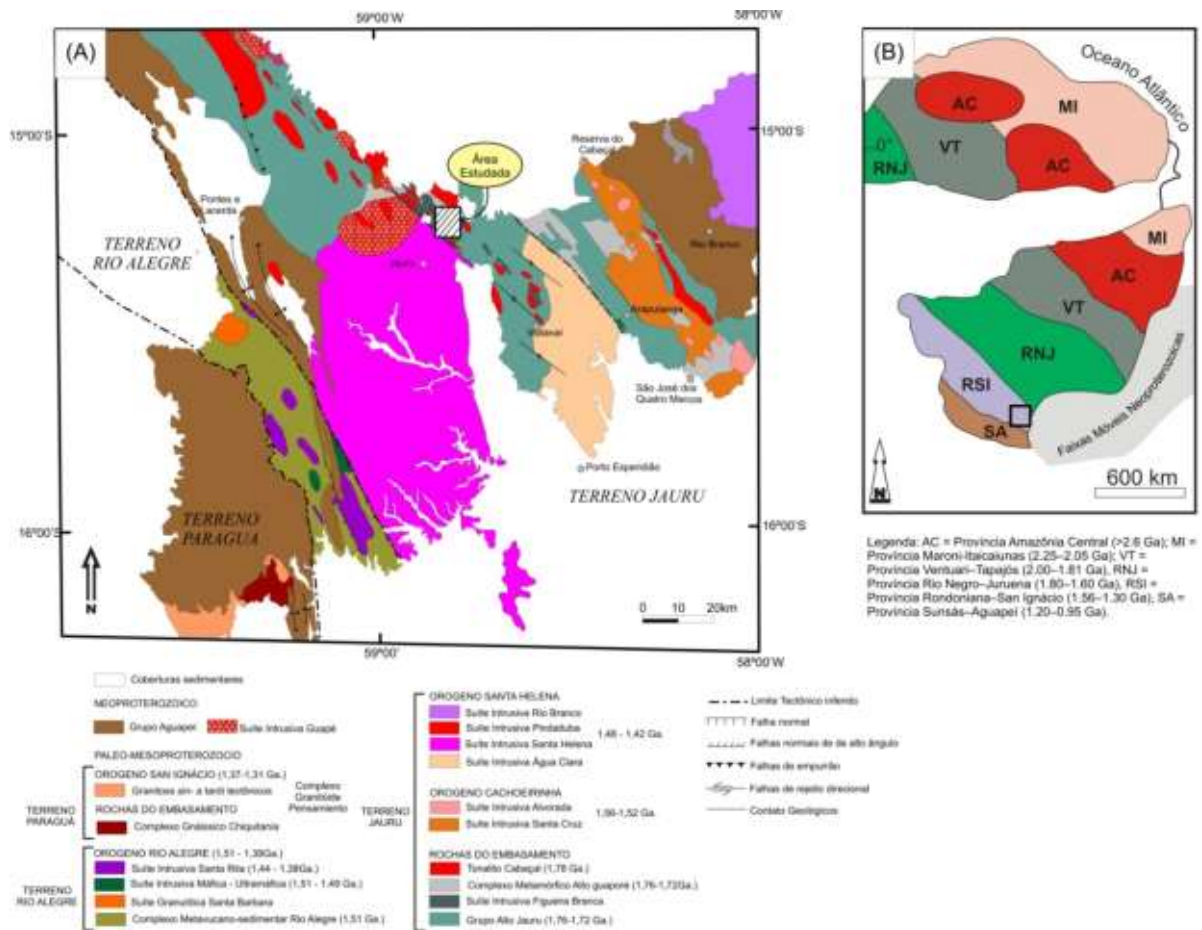 (A)
59°00'W
58°00'W
15°00'S
15°00'S
Reserva do
Cabaçal
Área
Estudada
Pontes e
Lacerda
TERRENO
RIO ALEGRE
Rio Branco
Araputanga
São José dos
Quatro Marcos
Porto Esperidião
TERRENO JAURU
TERRENO
PARAGUA
16°00'S
16°00'S
N
0 10 20km
59°00'
58°00'W
(B)
Oceano Atlântico
AC
MI
VT
AC
0°
RNJ
MI
AC
VT
RNJ
RSI
SA
Faixas Móveis Neoproterozóicas
600 km
N
Legenda: AC = Província Amazônia Central (>2.6 Ga); MI =
Província Maroni-Itacaiunas (2.25–2.05 Ga); VT =
Província Ventuari–Tapajós (2.00–1.81 Ga), RNJ =
Província Rio Negro–Juruena (1.80–1.60 Ga), RSI =
Província Rondoniana–San Ignácio (1.56–1.30 Ga); SA =
Província Sunsás–Aguapeí (1.20–0.95 Ga).
Coberturas sedimentares
NEOPROTEROZOICO
Grupo Aguapeí
Suite Intrusiva Guapé
PALEO-MESOPROTEROZOCIO
TERRENO
PARAGUÁ
OROGENO SAN IGNÁCIO (1,37-1,31 Ga.)
Granitos sin- a tardi tectônicos
Complexo
Granitóide
Pensamiento
ROCHAS DO EMBASAMENTO
Complexo Gnáissico Chiquitania
TERRENO
RIO ALEGRE
OROGENO RIO ALEGRE (1,51 - 1,38Ga.)
Suite Intrusiva Santa Rita (1,44 - 1,38Ga.)
Suite Intrusiva Máfica - Ultramáfica (1,51 - 1,49 Ga.)
Suite Granulítica Santa Barbara
Complexo Metavucano-sedimentar Rio Alegre (1,51 Ga.)
TERRENO
JAURU
OROGENO SANTA HELENA
Suite Intrusiva Rio Branco
Suite Intrusiva Pindaituba
Suite Intrusiva Santa Helena
Suite Intrusiva Água Clara
1,48 - 1,42 Ga.
OROGENO CACHOEIRINHA
Suite Intrusiva Alvorada
Suite Intrusiva Santa Cruz
1,56-1,52 Ga.
ROCHAS DO EMBASAMENTO
Tonalito Cabaçal (1,78 Ga.)
Complexo Metamórfico Alto guaporé (1,76-1,72Ga.)
Suite Intrusiva Figueira Branca
Grupo Alto Jauru (1,76-1,72 Ga.)
Limite Tectônico inferido
Falha normal
Falhas normais de de alto ângulo
Falhas de empurrão
Falhas de rejeito direcional
Contato Geológicos